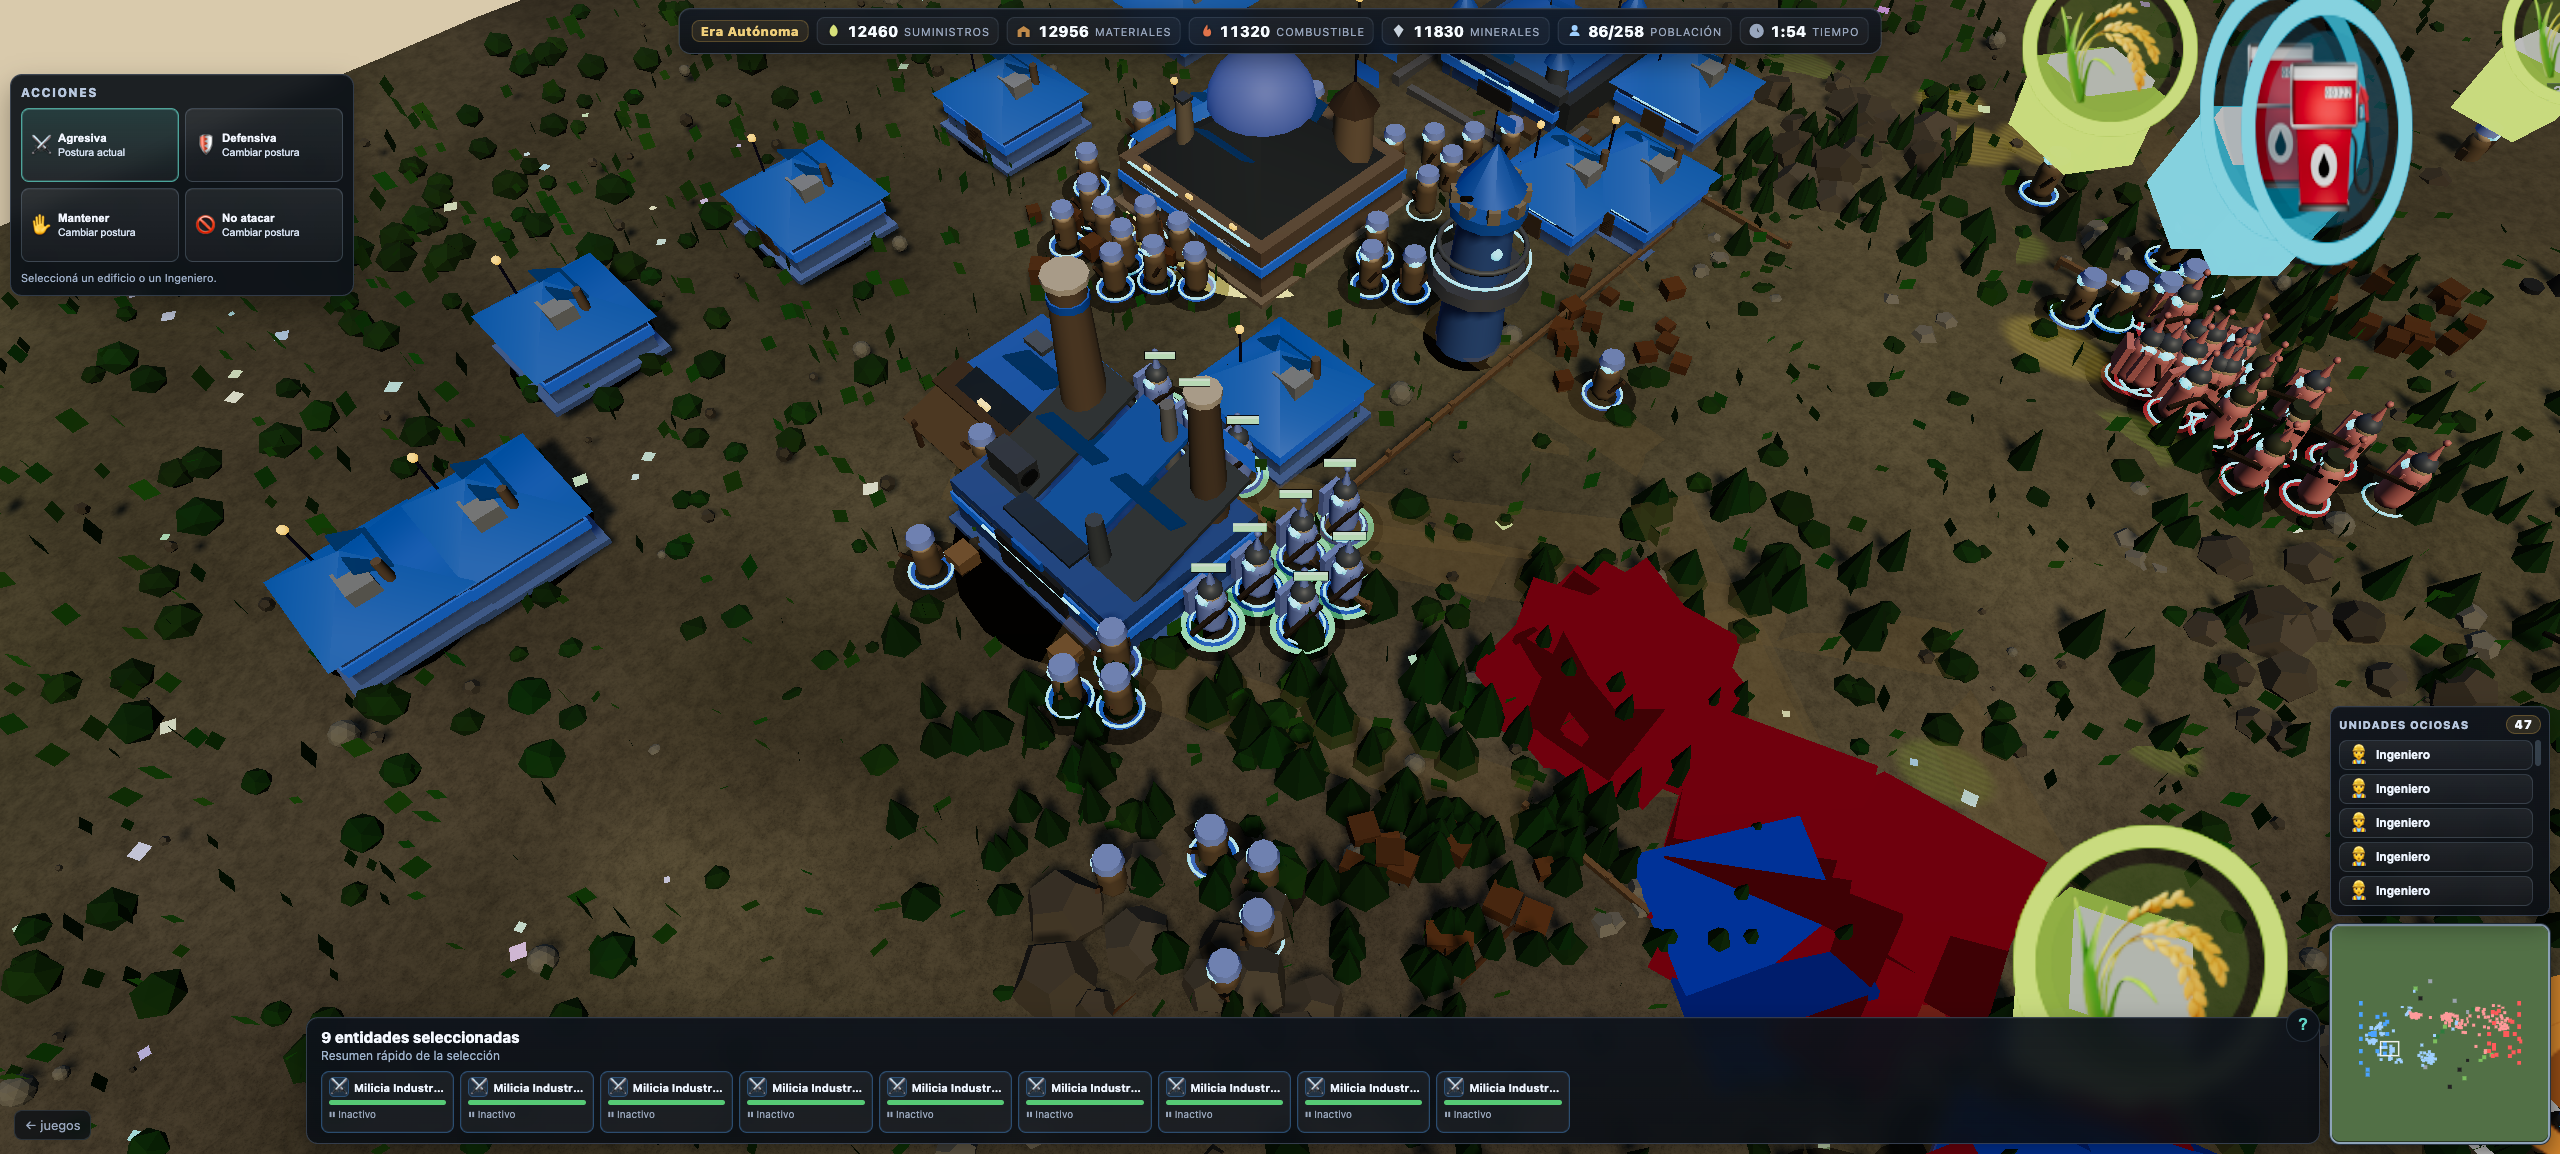 Era Autónoma
12460 SUMINISTROS
12956 MATERIALES
11320 COMBUSTIBLE
11830 MINERALES
86/258 POBLACIÓN
1:54 TIEMPO
ACCIONES
Agresiva
Postura actual
Defensiva
Cambiar postura
Mantener
Cambiar postura
No atacar
Cambiar postura
Seleccioná un edificio o un Ingeniero.
UNIDADES OCIOSAS 47
Ingeniero
Ingeniero
Ingeniero
Ingeniero
Ingeniero
?
9 entidades seleccionadas
Resumen rápido de la selección
Milicia Industr...
Inactivo
Milicia Industr...
Inactivo
Milicia Industr...
Inactivo
Milicia Industr...
Inactivo
Milicia Industr...
Inactivo
Milicia Industr...
Inactivo
Milicia Industr...
Inactivo
Milicia Industr...
Inactivo
Milicia Industr...
Inactivo
← juegos